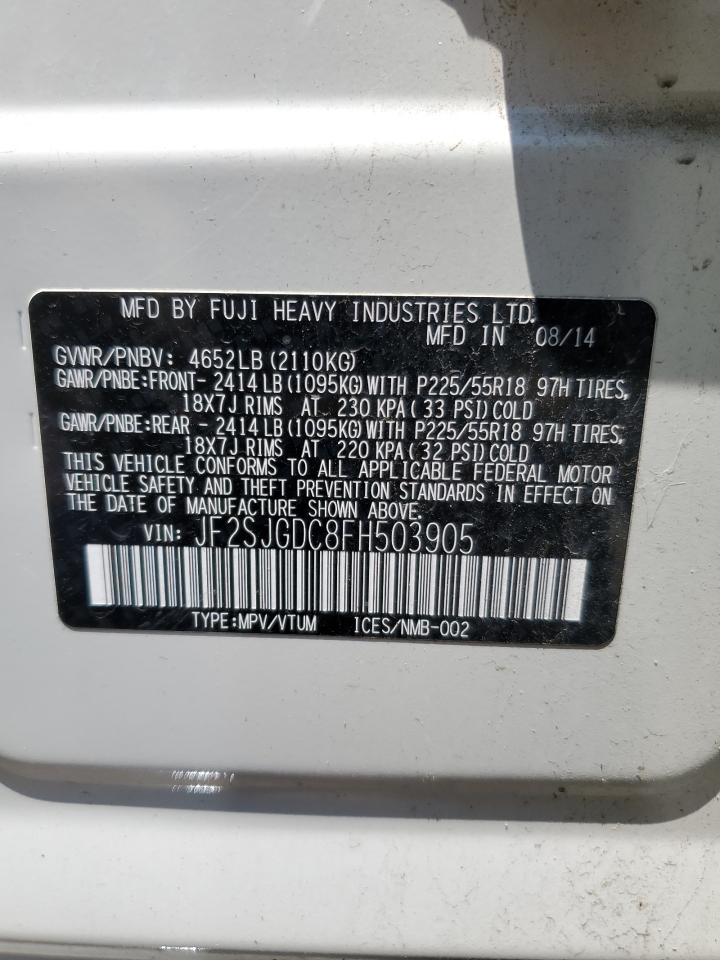 MFD BY FUJI HEAVY INDUSTRIES LTD.
MFD IN 08/14
GVWR/PNBV: 4652LB (2110KG)
GAWR/PNBE:FRONT- 2414LB (1095KG) WITH P225/55R18 97H TIRES,
18X7J RIMS AT 230 KPA ( 33 PSI) COLD
GAWR/PNBE:REAR - 2414LB (1095KG) WITH P225/55R18 97H TIRES,
18X7J RIMS AT 220 KPA ( 32 PSI) COLD
THIS VEHICLE CONFORMS TO ALL APPLICABLE FEDERAL MOTOR
VEHICLE SAFETY AND THEFT PREVENTION STANDARDS IN EFFECT ON
THE DATE OF MANUFACTURE SHOWN ABOVE.
VIN: JF2SJGDC8FH503905
TYPE:MPV/VTUM ICES/NMB-002